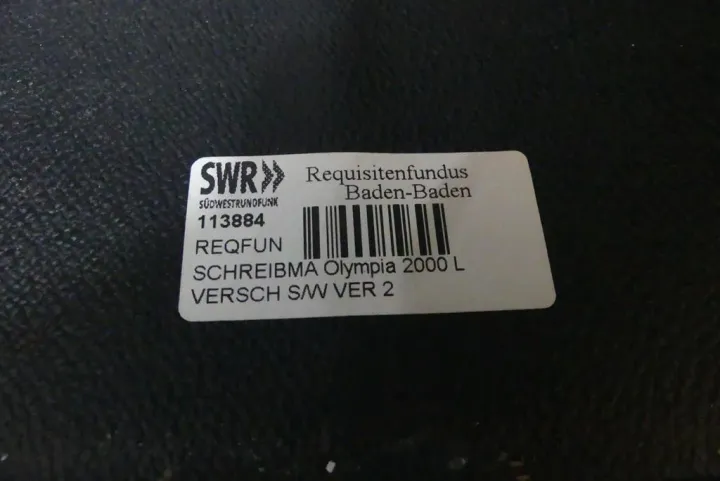 SWR Requisitenfundus
SÜDWESTRUNDFUNK Baden-Baden
113884
REQFUN
SCHREIBMA Olympia 2000 L
VERSCH S/W VER 2